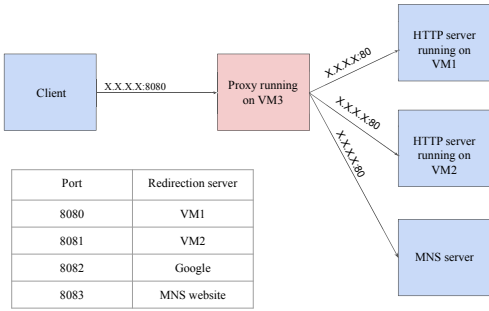 Client
X.X.X.X:8080
Proxy running
on VM3
X.X.X.X:80
HTTP server
running on
VM1
X.X.X.X:80
HTTP server
running on
VM2
X.X.X.X:80
MNS server
Port Redirection server
8080 VM1
8081 VM2
8082 Google
8083 MNS website